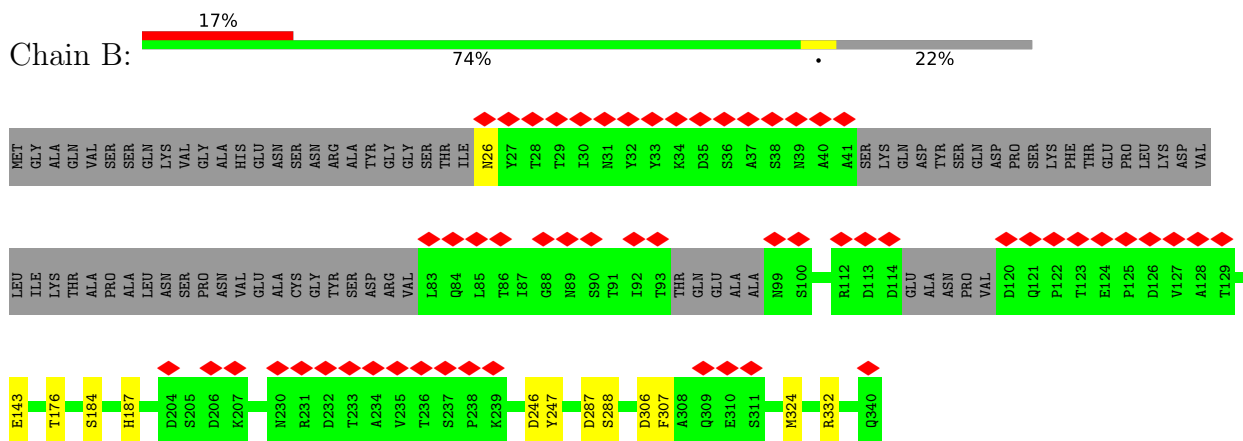 17%
Chain B:
74% • 22%
MET GLY ALA GLN VAL SER SER GLN LYS VAL GLY ALA HIS GLU ASN SER ASN ARG ALA TYR GLY GLY SER THR ILE N26 Y27 T28 T29 I30 N31 Y32 Y33 K34 D35 S36 A37 S38 N39 A40 A41 SER LYS GLN ASP TYR SER GLN ASP PRO SER LYS PHE THR GLU PRO LEU LYS ASP VAL
LEU ILE LYS THR ALA PRO ALA LEU ASN SER PRO ASN VAL GLU ALA CYS GLY TYR SER ASP ARG VAL L83 Q84 L85 T86 I87 G88 N89 S90 T91 I92 T93 THR GLN GLU ALA ALA N99 S100 R112 D113 D114 GLU ALA ASN PRO VAL D120 Q121 P122 T123 E124 P125 D126 V127 A128 T129
E143 T176 S184 H187 D204 S205 D206 K207 N230 R231 D232 T233 A234 V235 T236 S237 P238 K239 D246 Y247 D287 S288 D306 F307 A308 Q309 E310 S311 M324 R332 Q340